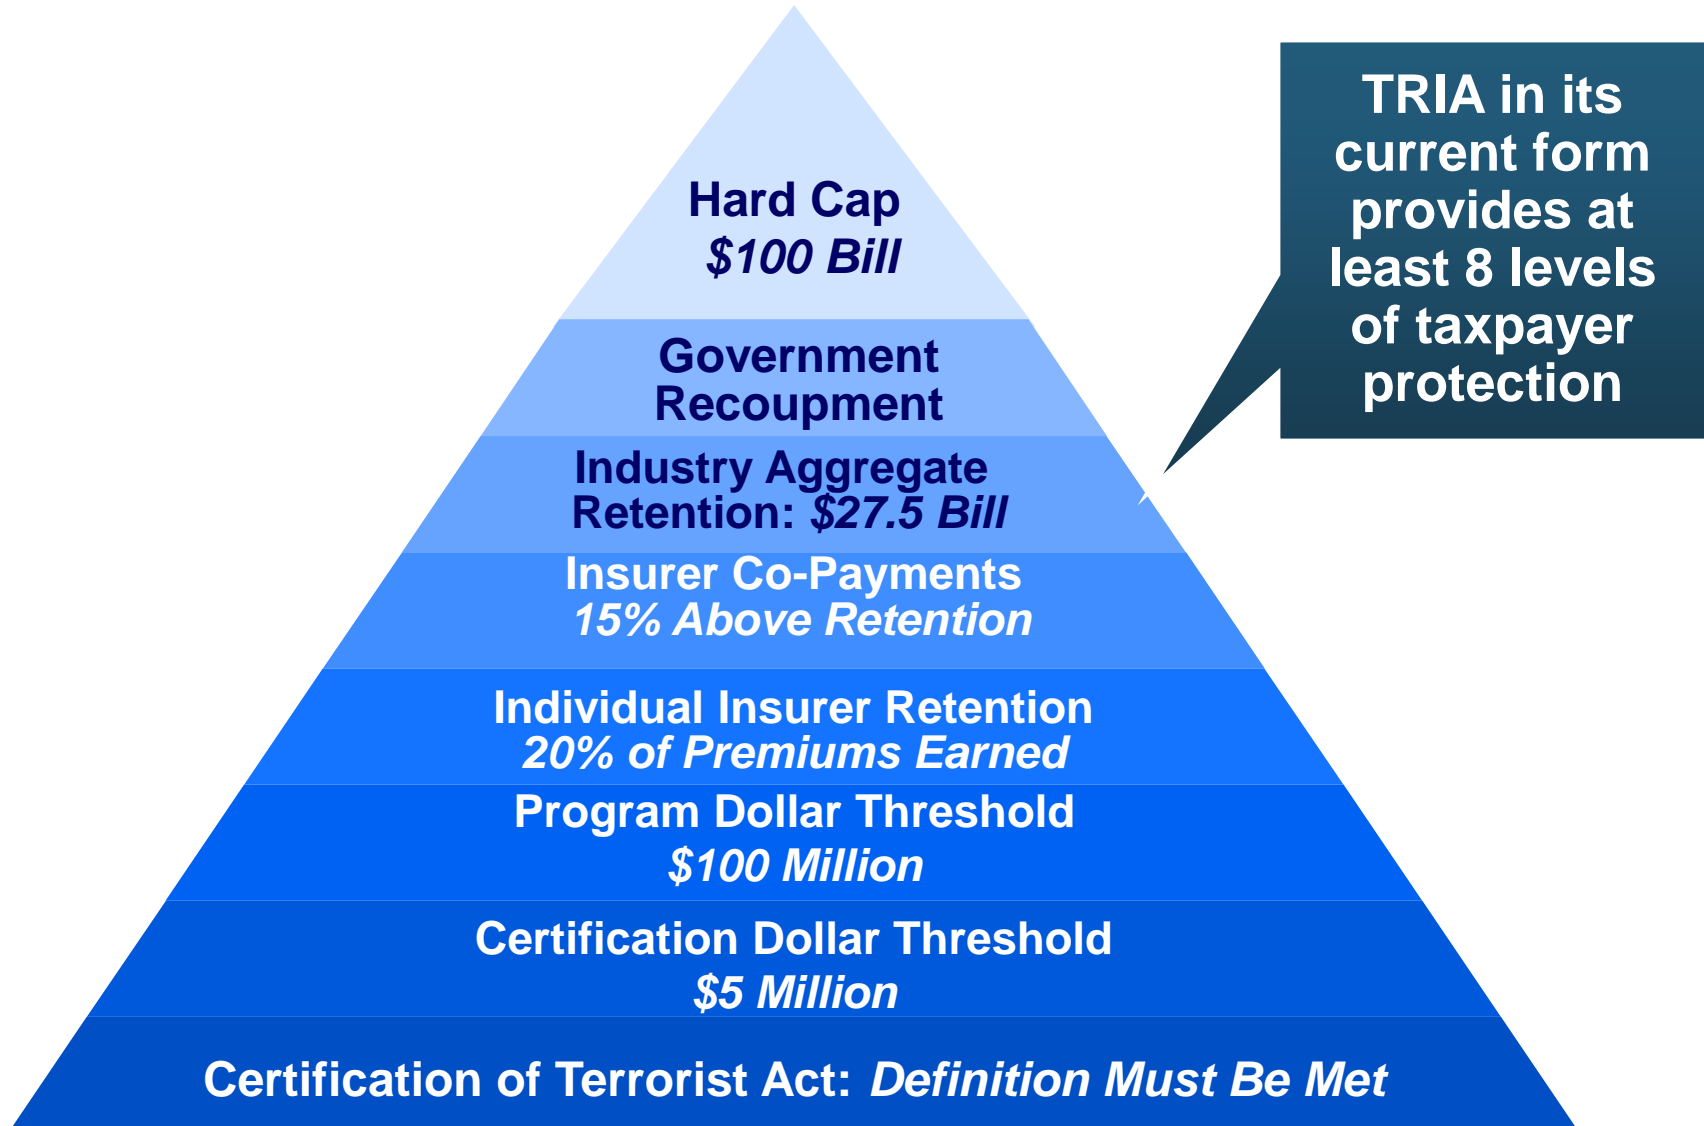 Hard Cap
$100 Bill
Government
Recoupment
Industry Aggregate
Retention: $27.5 Bill
Insurer Co-Payments
15% Above Retention
Individual Insurer Retention
20% of Premiums Earned
Program Dollar Threshold
$100 Million
Certification Dollar Threshold
$5 Million
Certification of Terrorist Act: Definition Must Be Met
TRIA in its
current form
provides at
least 8 levels
of taxpayer
protection